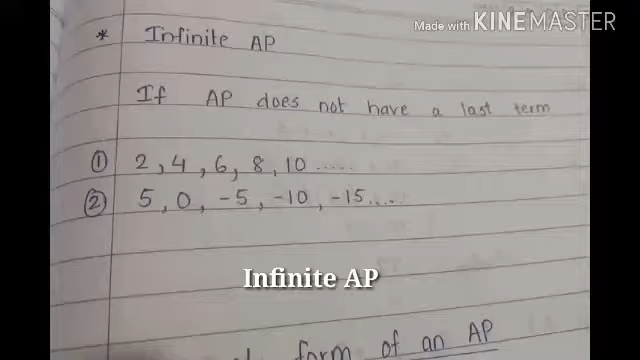 Made with KINEMASTER
* Infinite AP
If AP does not have a last term
① 2, 4, 6, 8, 10 .....
② 5, 0, -5, -10, -15....
Infinite AP
form of an AP